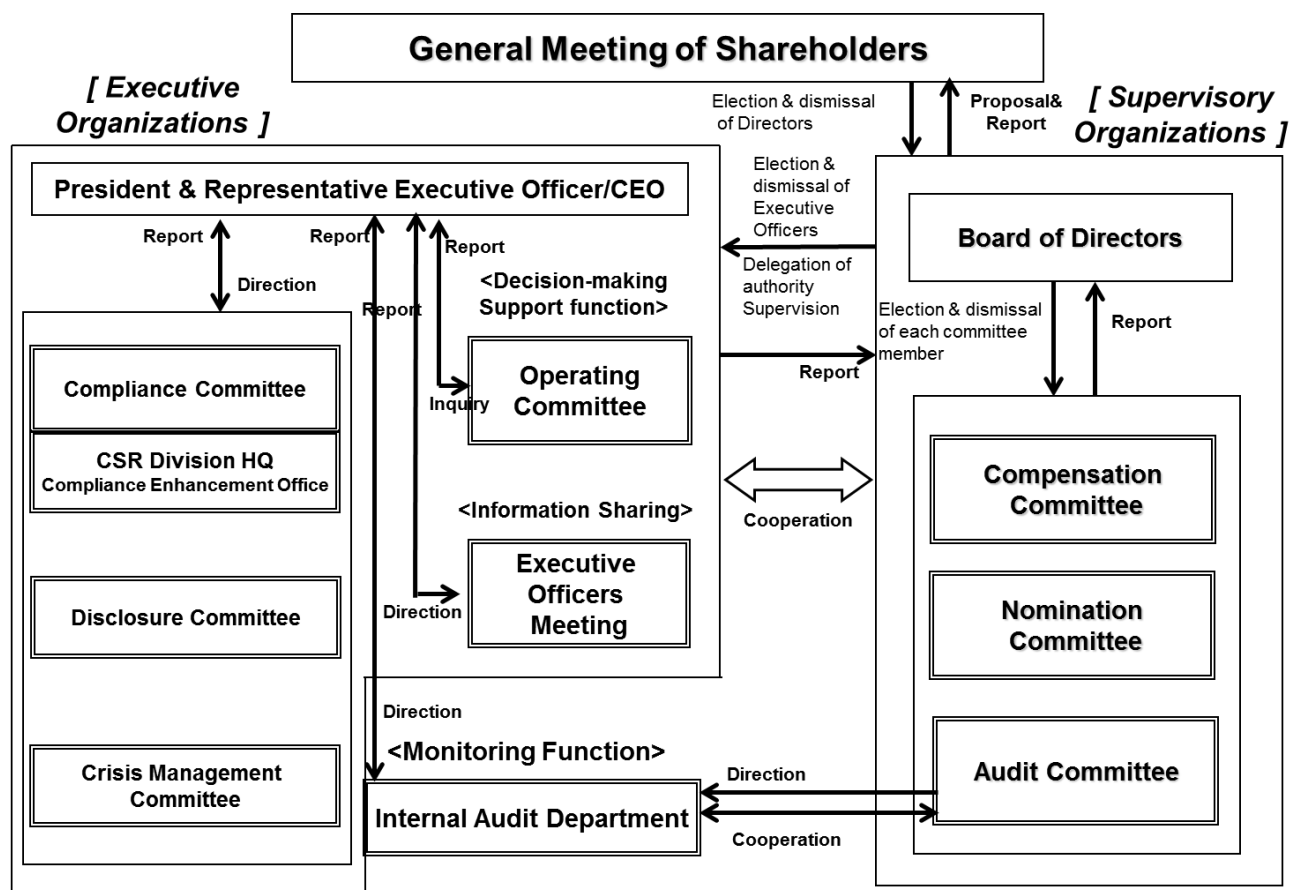 General Meeting of Shareholders
[ Executive
Organizations ]
Election & dismissal
of Directors
Proposal&
Report
[ Supervisory
Organizations ]
President & Representative Executive Officer/CEO
Election &
dismissal of
Executive
Officers
Board of Directors
Report
Report
Report
Direction
<Decision-making
Support function>
Report
Delegation of
authority
Supervision
Election & dismissal
of each committee
member
Report
Report
Compliance Committee
Operating
Committee
Inquiry
CSR Division HQ
Compliance Enhancement Office
Compensation
Committee
<Information Sharing>
Cooperation
Executive
Officers
Meeting
Direction
Disclosure Committee
Nomination
Committee
Direction
<Monitoring Function>
Crisis Management
Committee
Internal Audit Department
Direction
Cooperation
Audit Committee